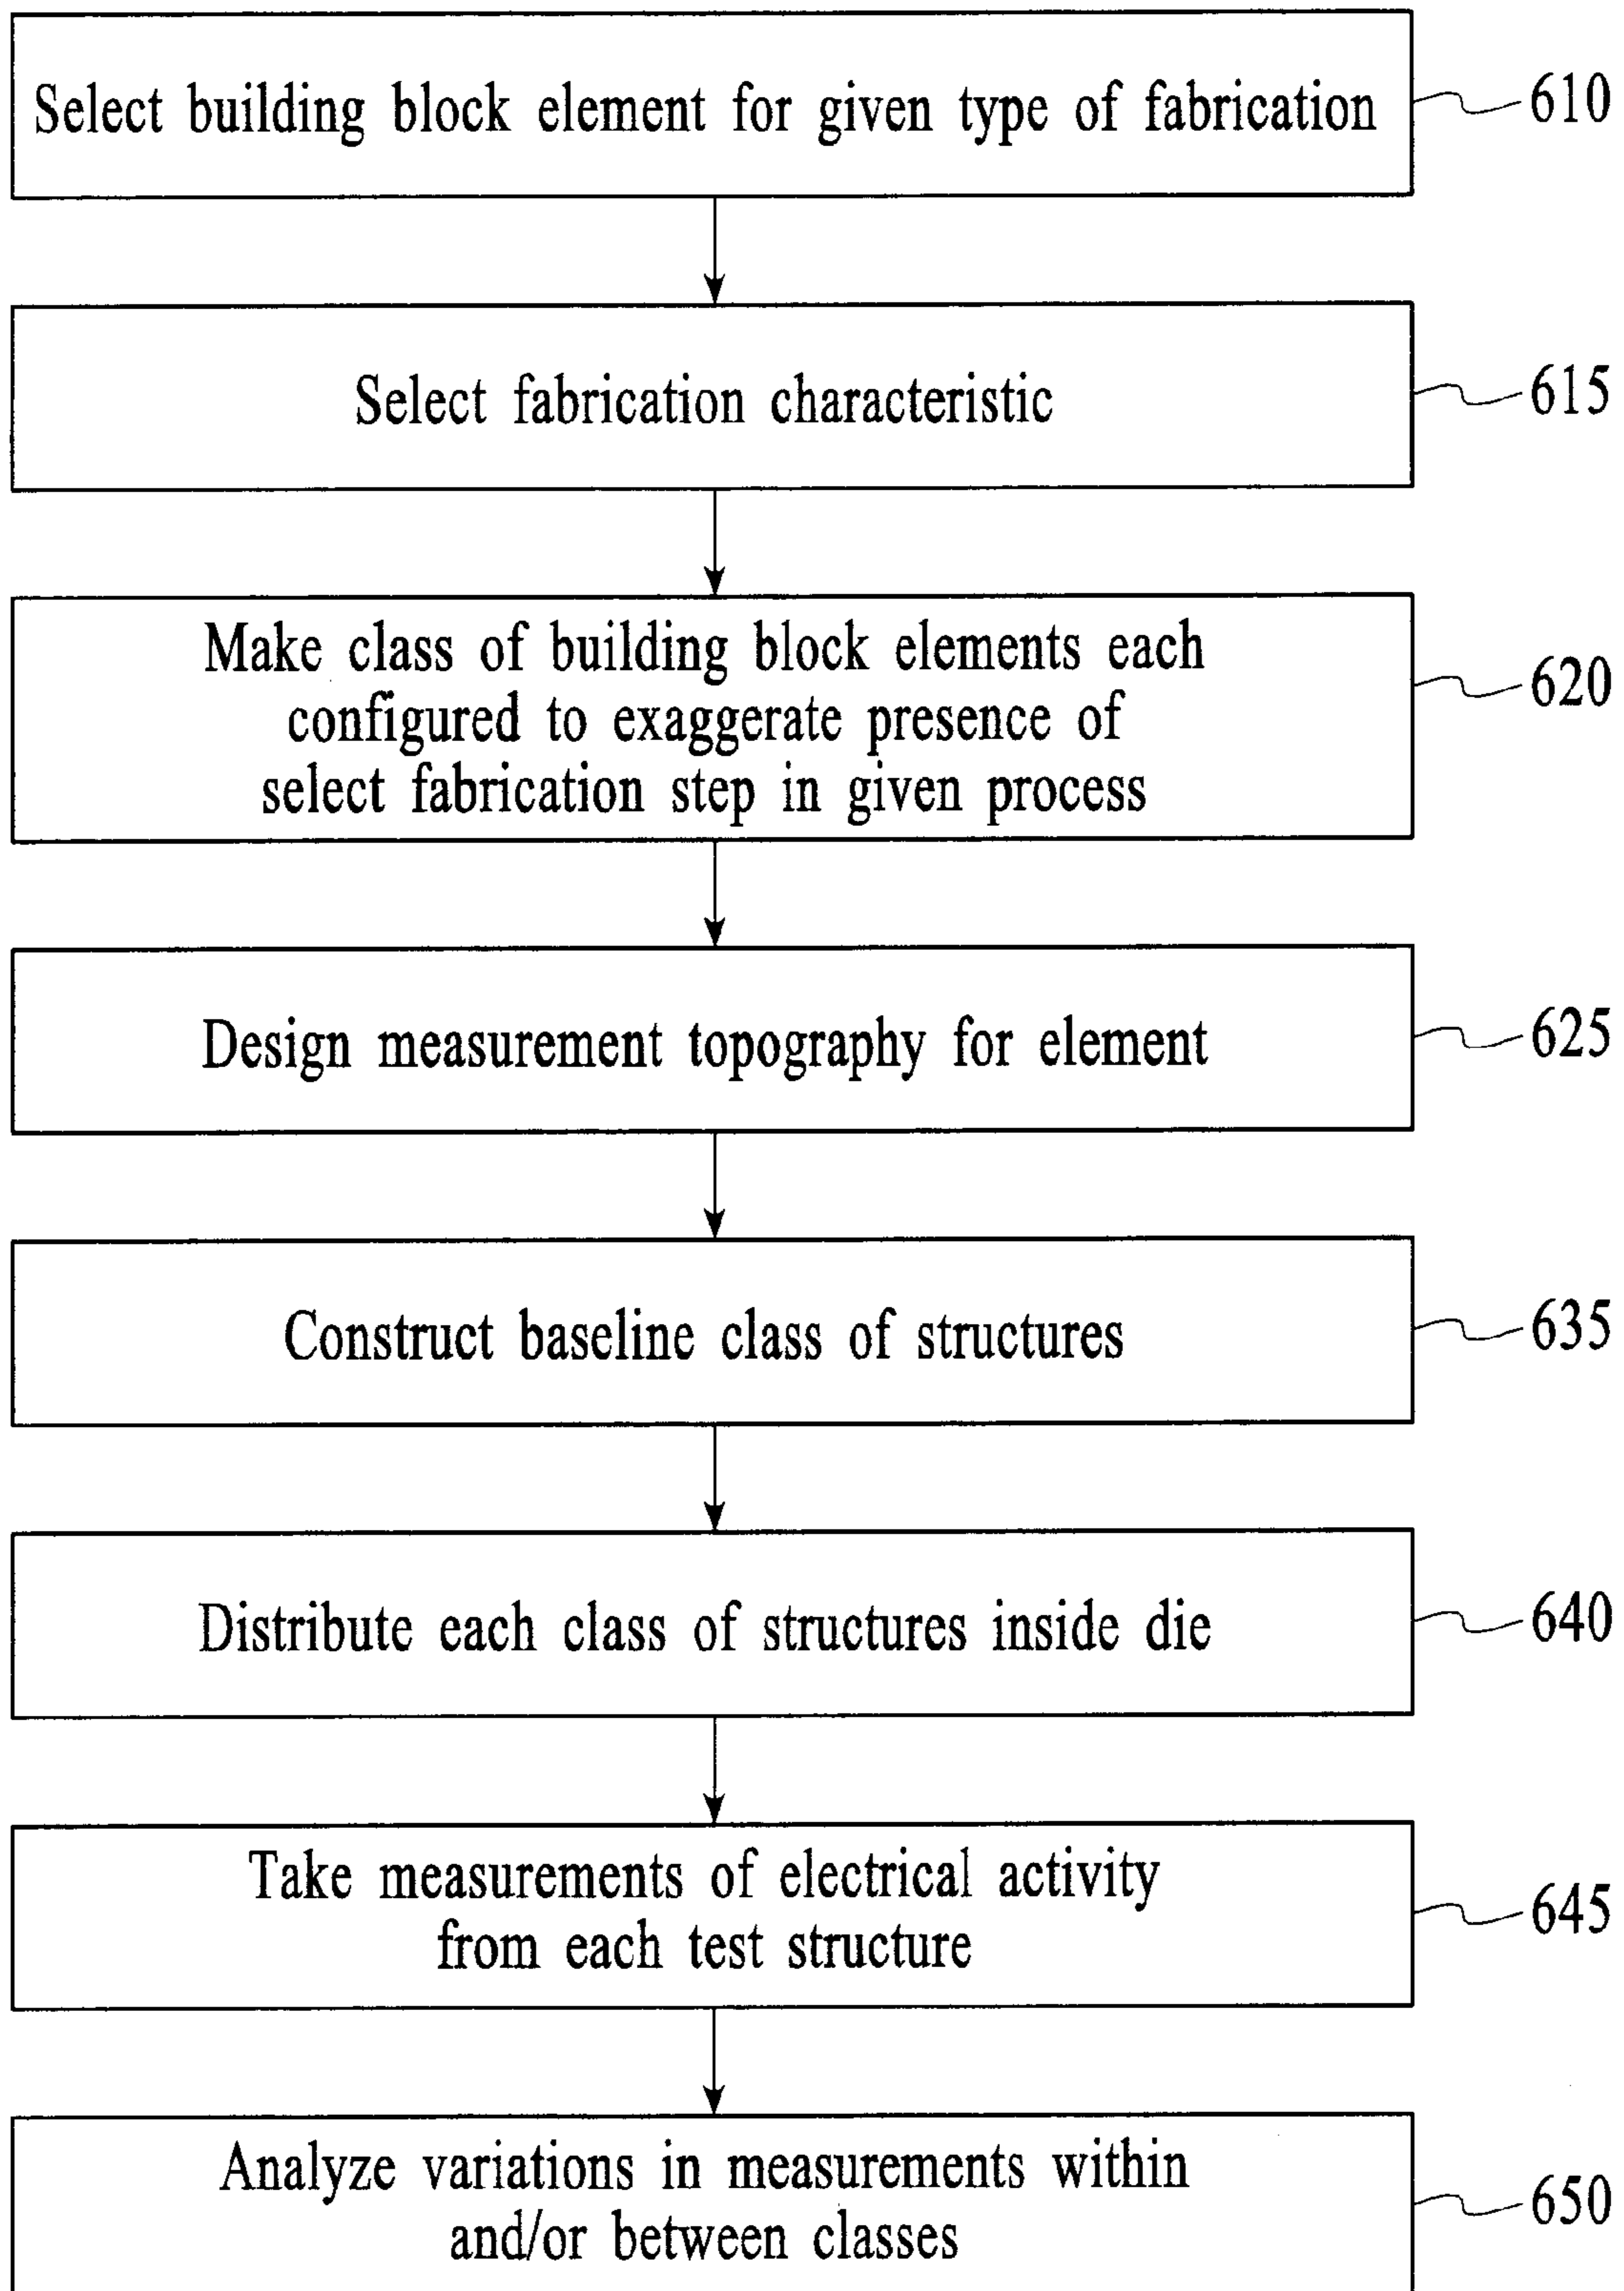 Select building block element for given type of fabrication
610
Select fabrication characteristic
615
Make class of building block elements each
configured to exaggerate presence of
select fabrication step in given process
620
Design measurement topography for element
625
Construct baseline class of structures
635
Distribute each class of structures inside die
640
Take measurements of electrical activity
from each test structure
645
Analyze variations in measurements within
and/or between classes
650